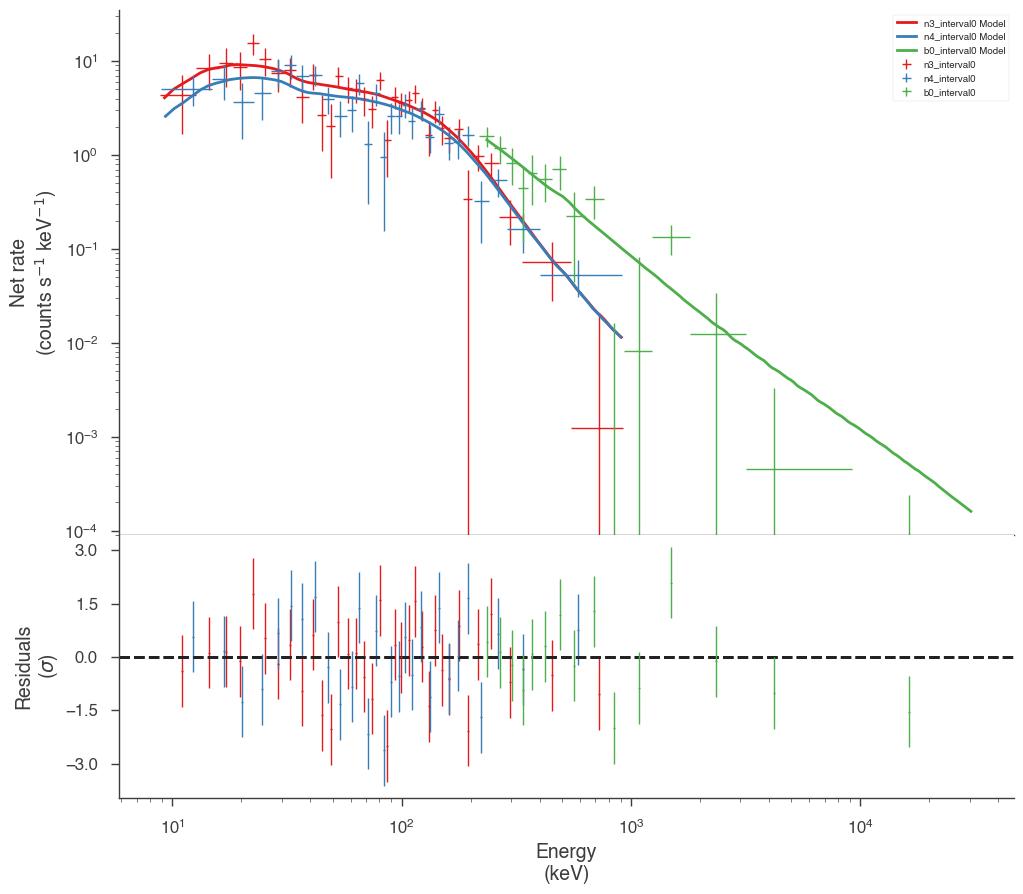 n3_interval0 Model
n4_interval0 Model
b0_interval0 Model
n3_interval0
n4_interval0
b0_interval0
10¹
10⁰
10⁻¹
10⁻²
10⁻³
10⁻⁴
Net rate
(counts s⁻¹ keV⁻¹)
3.0
1.5
0.0
−1.5
−3.0
Residuals
(σ)
10¹ 10² 10³ 10⁴
Energy
(keV)